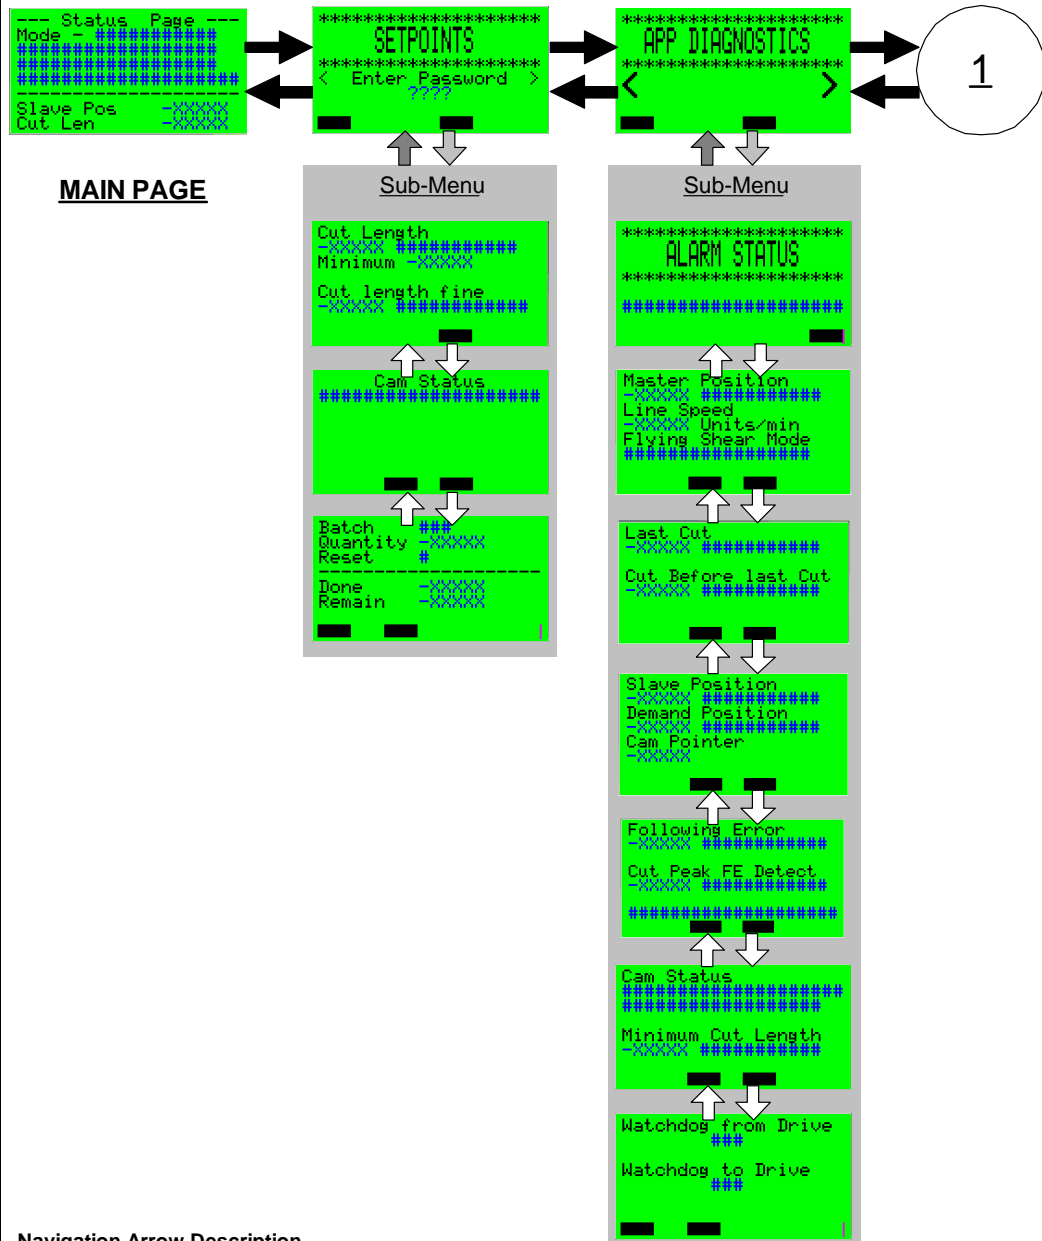 --- Status Page ---
Mode - ###########
##################
##################
####################
--------------------
Slave Pos -XXXXX
Cut Len -XXXXX
MAIN PAGE
********************
SETPOINTS
********************
< Enter Password >
????
Sub-Menu
Cut Length
-XXXXX ###########
Minimum -XXXXX
Cut length fine
-XXXXX ############
Cam Status
####################
Batch ###
Quantity -XXXXX
Reset #
--------------------
Done -XXXXX
Remain -XXXXX
********************
APP DIAGNOSTICS
********************
< >
Sub-Menu
********************
ALARM STATUS
********************
####################
Master Position
-XXXXX ###########
Line Speed
-XXXXX Units/min
Flying Shear Mode
#################
Last Cut
-XXXXX ###########
Cut Before last Cut
-XXXXX ###########
Slave Position
-XXXXX ###########
Demand Position
-XXXXX ###########
Cam Pointer
-XXXXX
Following Error
-XXXXX ############
Cut Peak FE Detect
-XXXXX ############
####################
Cam Status
####################
##################
Minimum Cut Length
-XXXXX ###########
Watchdog from Drive
###
Watchdog to Drive
###
1
Navigation Arrow Description